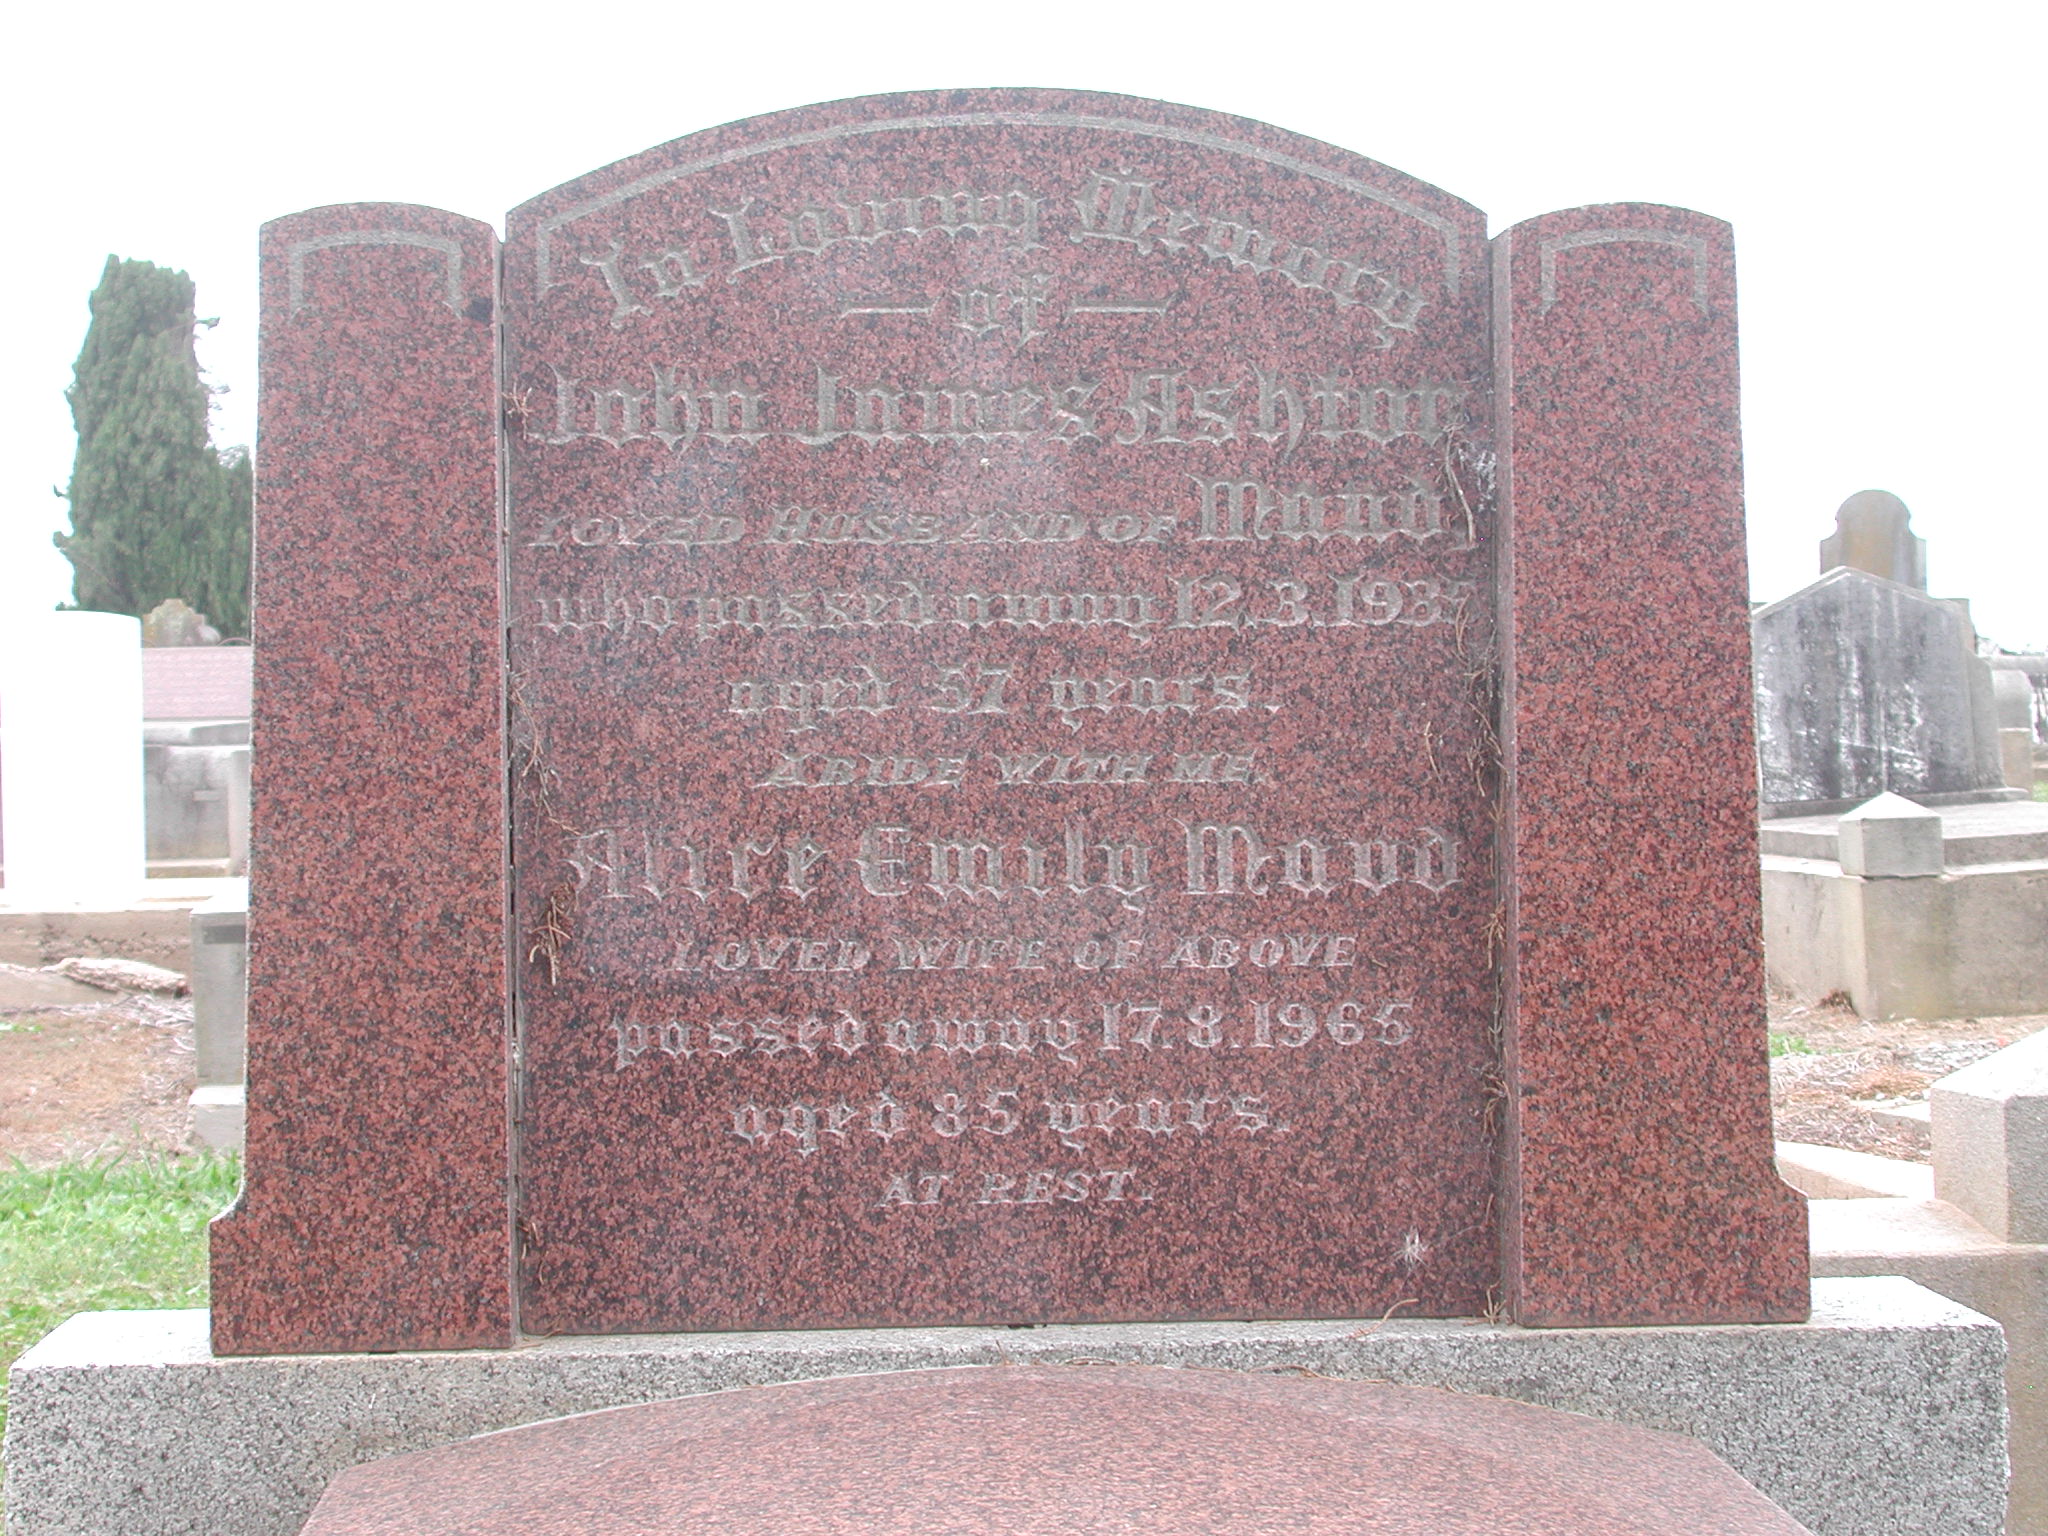 In Loving Memory
of
John James Ashton
LOVED HUSBAND OF Maud
who passed away 12.3.193
aged 57 years.
ABIDE WITH ME.
Alice Emily Maud
LOVED WIFE OF ABOVE
passed away 17.8.1965
aged 85 years.
AT REST.